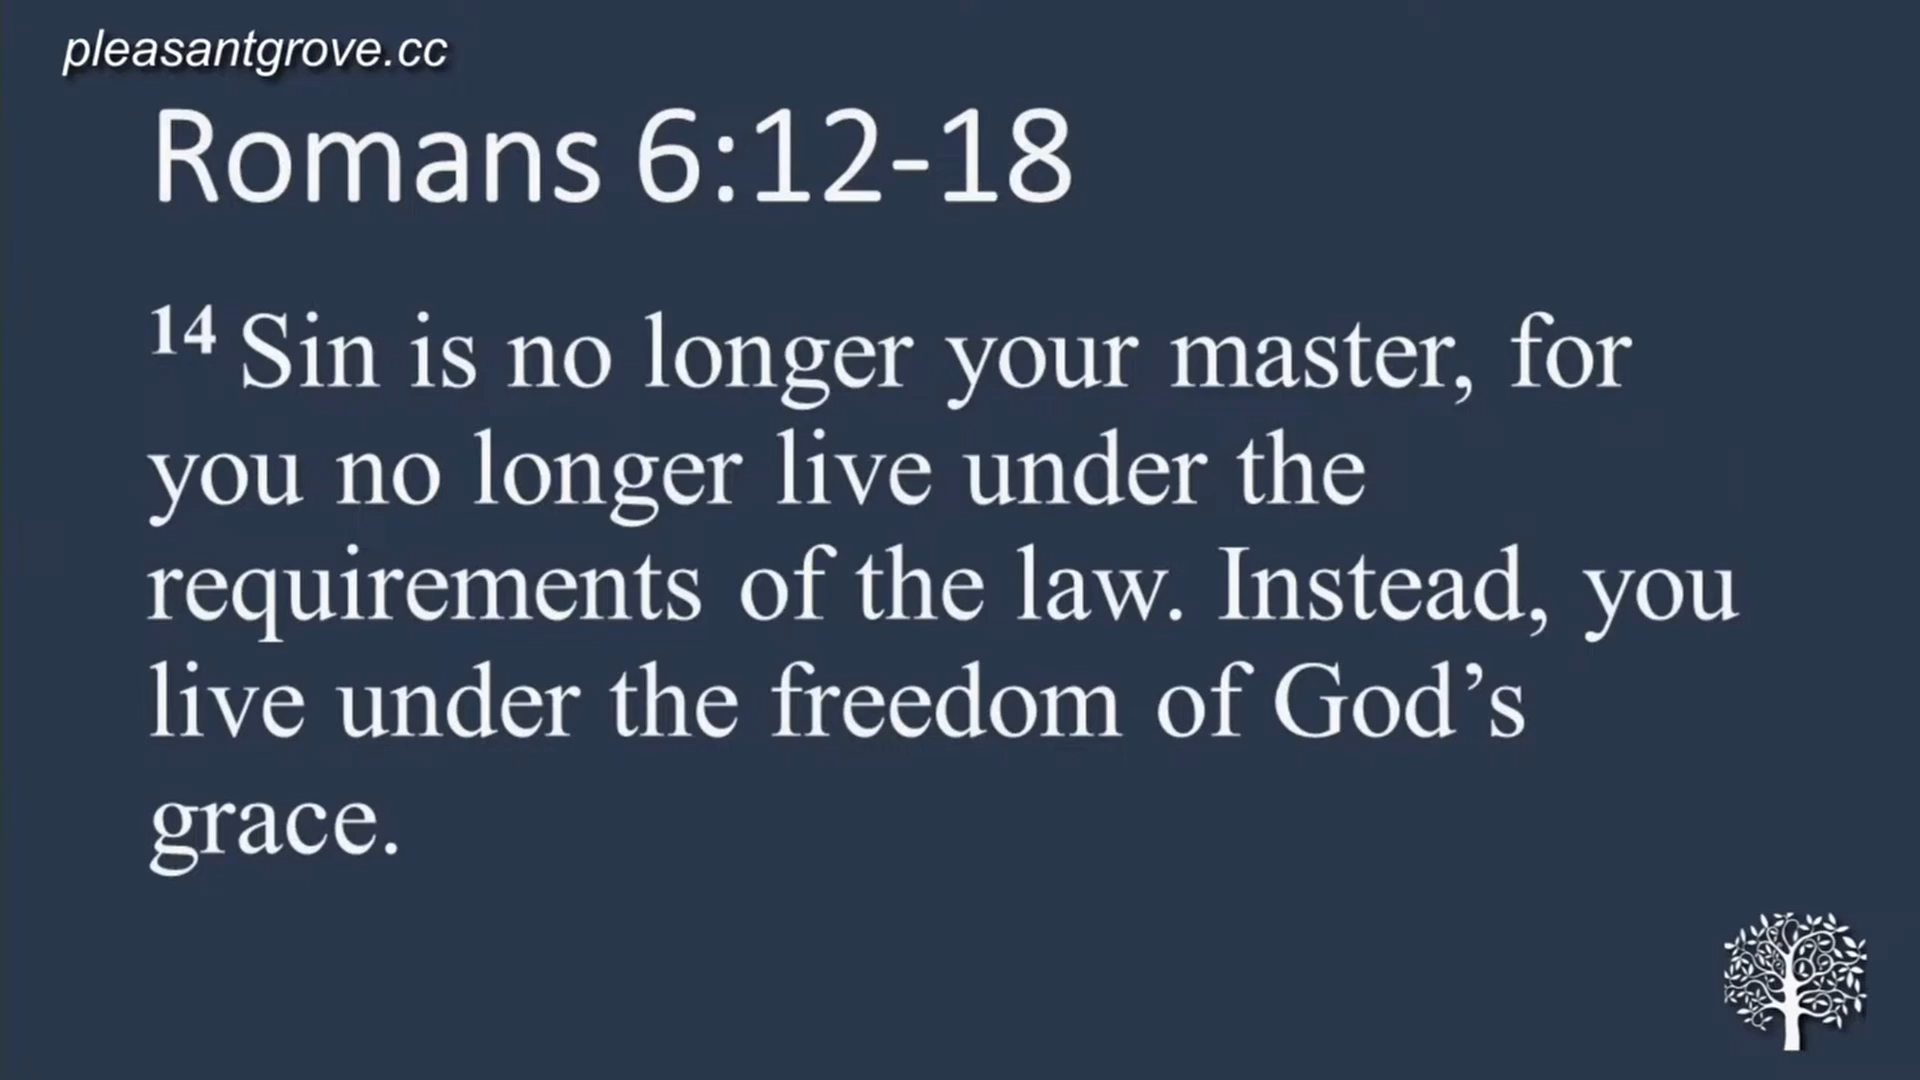 pleasantgrove.cc
Romans 6:12-18
14 Sin is no longer your master, for
you no longer live under the
requirements of the law. Instead, you
live under the freedom of God’s
grace.